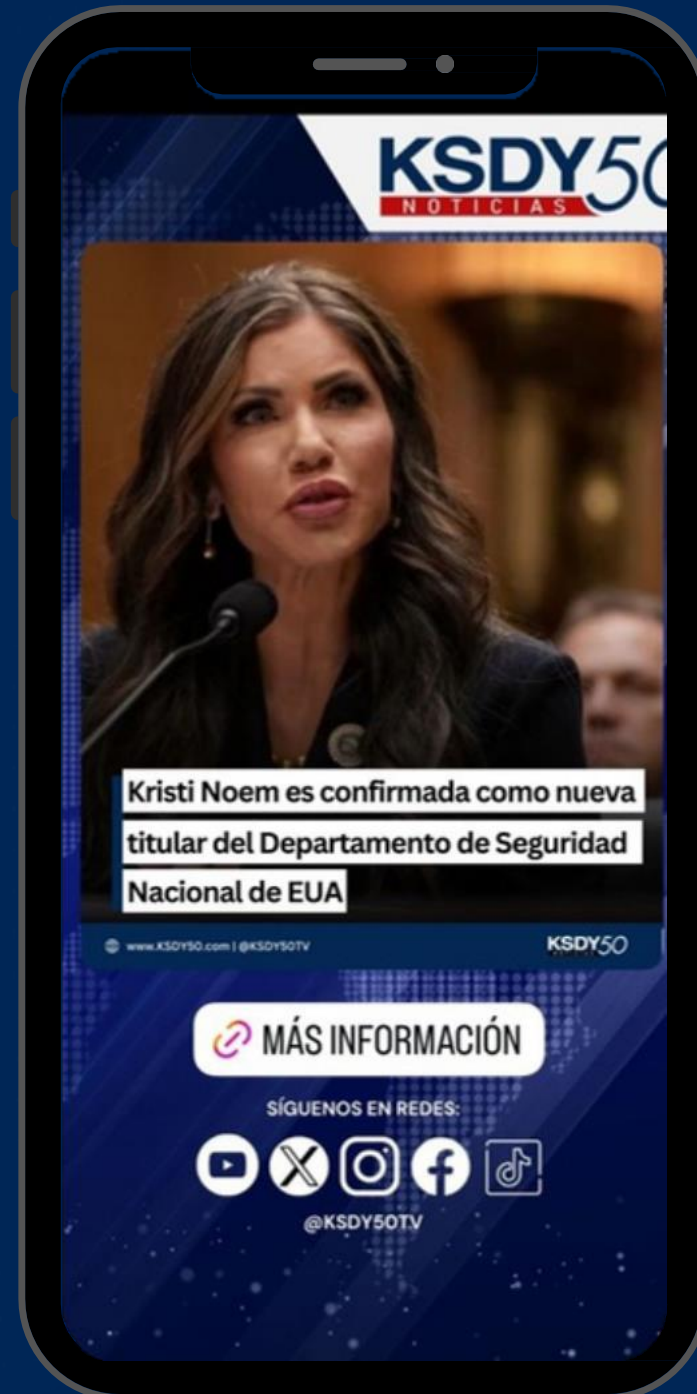 KSDY50
NOTICIAS
Kristi Noem es confirmada como nueva
titular del Departamento de Seguridad
Nacional de EUA
www.KSDY50.com | @KSDY50TV
KSDY50
MÁS INFORMACIÓN
SÍGUENOS EN REDES:
@KSDY50TV